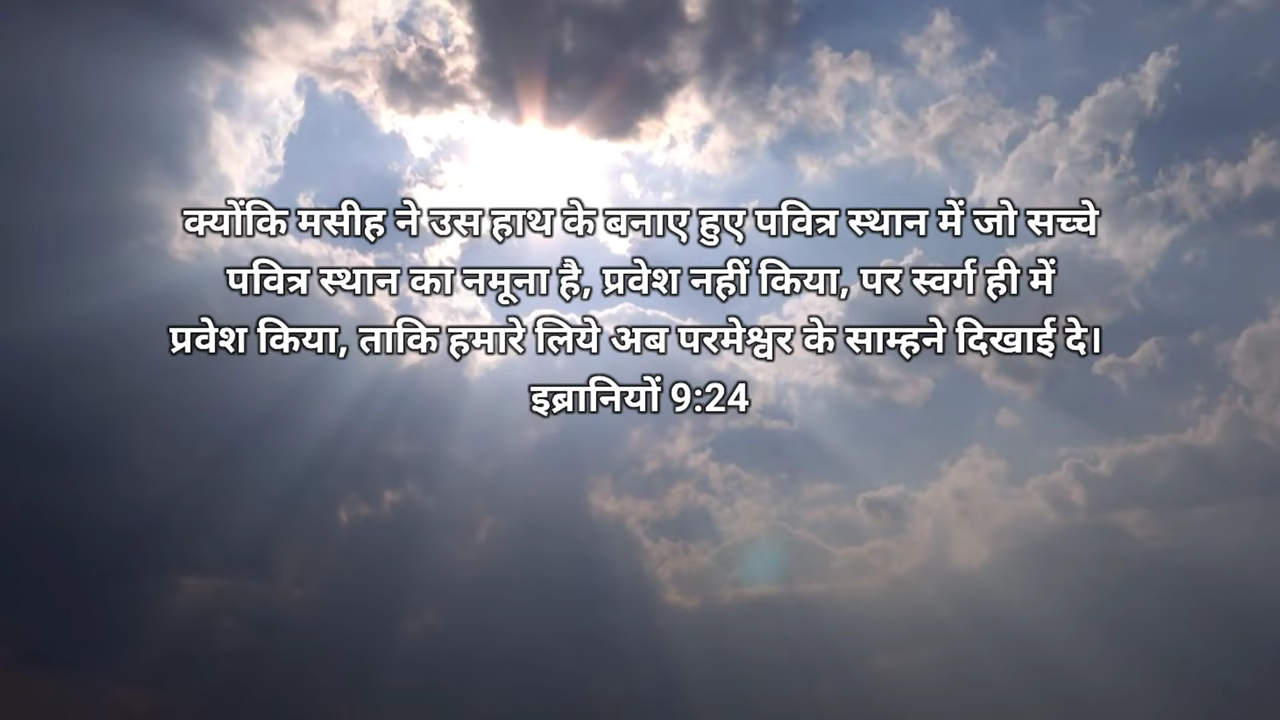 क्योंकि मसीह ने उस हाथ के बनाए हुए पवित्र स्थान में जो सच्चे
पवित्र स्थान का नमूना है, प्रवेश नहीं किया, पर स्वर्ग ही में
प्रवेश किया, ताकि हमारे लिये अब परमेश्वर के साम्हने दिखाई दे।
इब्रानियों 9:24